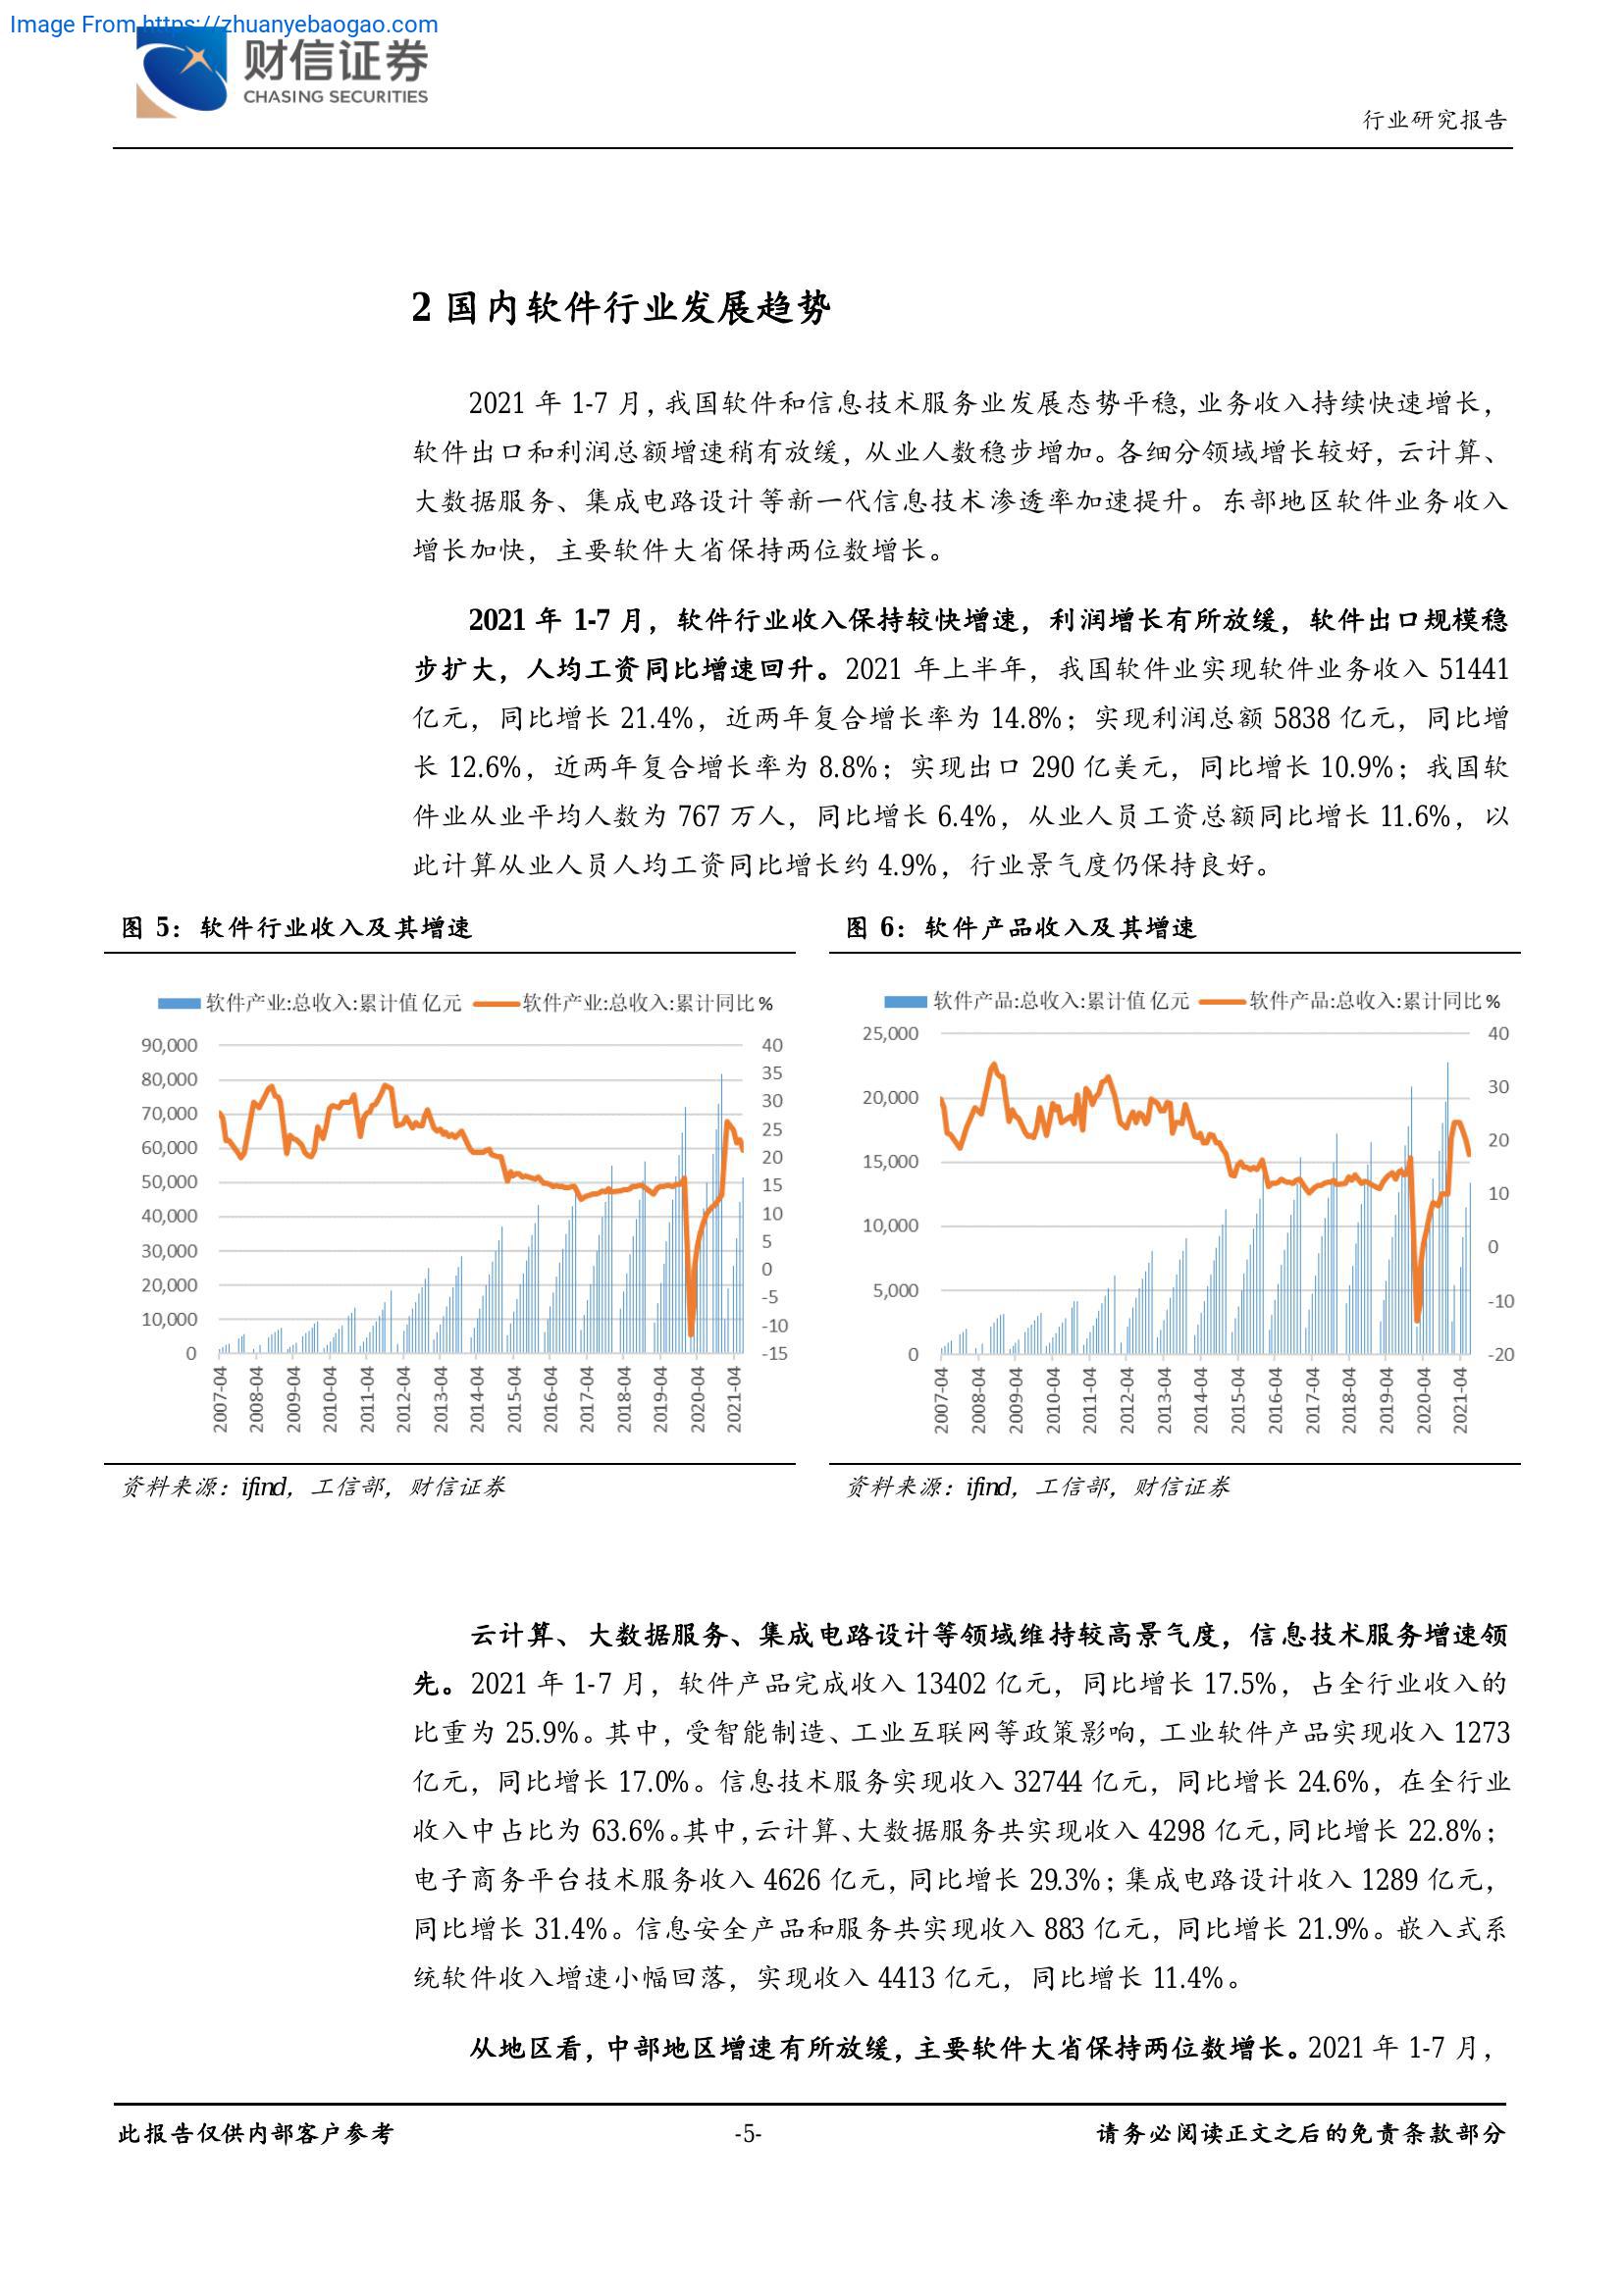 Image From https://zhuanyebaogao.com
财信证券
CHASING SECURITIES
行业研究报告
2 国内软件行业发展趋势
2021 年 1-7 月，我国软件和信息技术服务业发展态势平稳，业务收入持续快速增长，
软件出口和利润总额增速稍有放缓，从业人数稳步增加。各细分领域增长较好，云计算、
大数据服务、集成电路设计等新一代信息技术渗透率加速提升。东部地区软件业务收入
增长加快，主要软件大省保持两位数增长。
2021 年 1-7 月，软件行业收入保持较快增速，利润增长有所放缓，软件出口规模稳
步扩大，人均工资同比增速回升。2021 年上半年，我国软件业实现软件业务收入 51441
亿元，同比增长 21.4%，近两年复合增长率为 14.8%；实现利润总额 5838 亿元，同比增
长 12.6%，近两年复合增长率为 8.8%；实现出口 290 亿美元，同比增长 10.9%；我国软
件业从业平均人数为 767 万人，同比增长 6.4%，从业人员工资总额同比增长 11.6%，以
此计算从业人员人均工资同比增长约 4.9%，行业景气度仍保持良好。
图 5：软件行业收入及其增速
软件产业:总收入:累计值 亿元 软件产业:总收入:累计同比 %
90,000
80,000
70,000
60,000
50,000
40,000
30,000
20,000
10,000
0
40
35
30
25
20
15
10
5
0
-5
-10
-15
2007-04
2008-04
2009-04
2010-04
2011-04
2012-04
2013-04
2014-04
2015-04
2016-04
2017-04
2018-04
2019-04
2020-04
2021-04
资料来源：ifind，工信部，财信证券
图 6：软件产品收入及其增速
软件产品:总收入:累计值 亿元 软件产品:总收入:累计同比 %
25,000
20,000
15,000
10,000
5,000
0
40
30
20
10
0
-10
-20
2007-04
2008-04
2009-04
2010-04
2011-04
2012-04
2013-04
2014-04
2015-04
2016-04
2017-04
2018-04
2019-04
2020-04
2021-04
资料来源：ifind，工信部，财信证券
云计算、大数据服务、集成电路设计等领域维持较高景气度，信息技术服务增速领
先。2021 年 1-7 月，软件产品完成收入 13402 亿元，同比增长 17.5%，占全行业收入的
比重为 25.9%。其中，受智能制造、工业互联网等政策影响，工业软件产品实现收入 1273
亿元，同比增长 17.0%。信息技术服务实现收入 32744 亿元，同比增长 24.6%，在全行业
收入中占比为 63.6%。其中，云计算、大数据服务共实现收入 4298 亿元，同比增长 22.8%；
电子商务平台技术服务收入 4626 亿元，同比增长 29.3%；集成电路设计收入 1289 亿元，
同比增长 31.4%。信息安全产品和服务共实现收入 883 亿元，同比增长 21.9%。嵌入式系
统软件收入增速小幅回落，实现收入 4413 亿元，同比增长 11.4%。
从地区看，中部地区增速有所放缓，主要软件大省保持两位数增长。2021 年 1-7 月，
此报告仅供内部客户参考
-5-
请务必阅读正文之后的免责条款部分